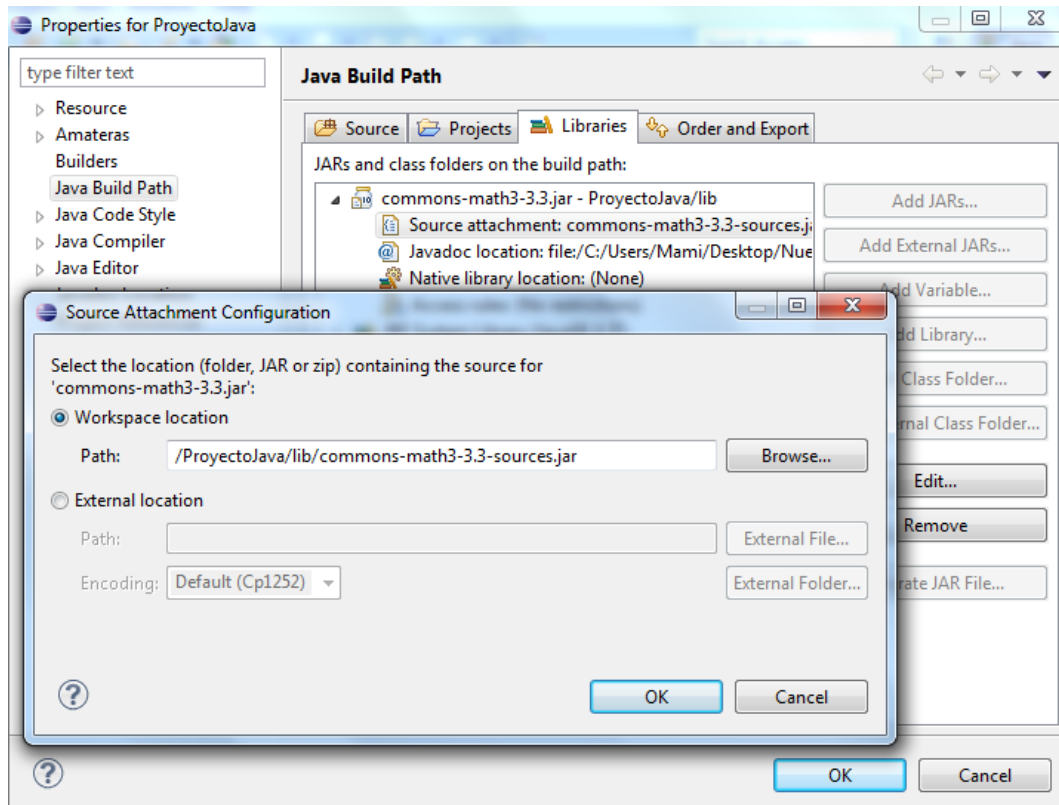 Properties for ProyectoJava
type filter text
Resource
Amateras
Builders
Java Build Path
Java Code Style
Java Compiler
Java Editor
Java Build Path
Source
Projects
Libraries
Order and Export
JARs and class folders on the build path:
commons-math3-3.3.jar - ProyectoJava/lib
Source attachment: commons-math3-3.3-sources.ja
Javadoc location: file:/C:/Users/Mami/Desktop/Nue
Native library location: (None)
Add JARs...
Add External JARs...
Add Variable...
Library...
Class Folder...
Class Folder...
Edit...
Remove
JAR File...
Source Attachment Configuration
Select the location (folder, JAR or zip) containing the source for
'commons-math3-3.3.jar':
Workspace location
Path: /ProyectoJava/lib/commons-math3-3.3-sources.jar Browse...
External location
Path: External File...
Encoding: Default (Cp1252) External Folder...
OK Cancel
OK Cancel